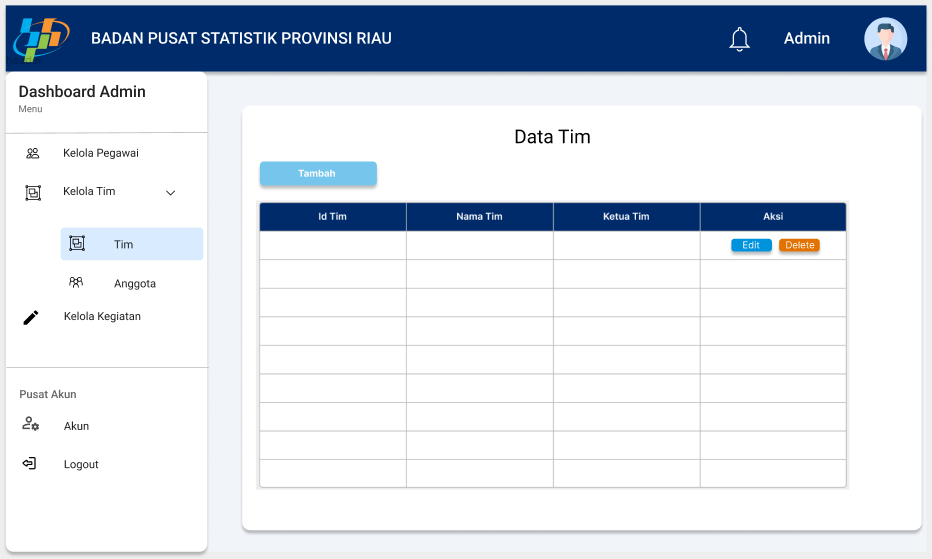 BADAN PUSAT STATISTIK PROVINSI RIAU
Admin
Dashboard Admin
Menu
Kelola Pegawai
Kelola Tim
Tim
Anggota
Kelola Kegiatan
Pusat Akun
Akun
Logout
Data Tim
Tambah
Id Tim Nama Tim Ketua Tim Aksi
Edit Delete